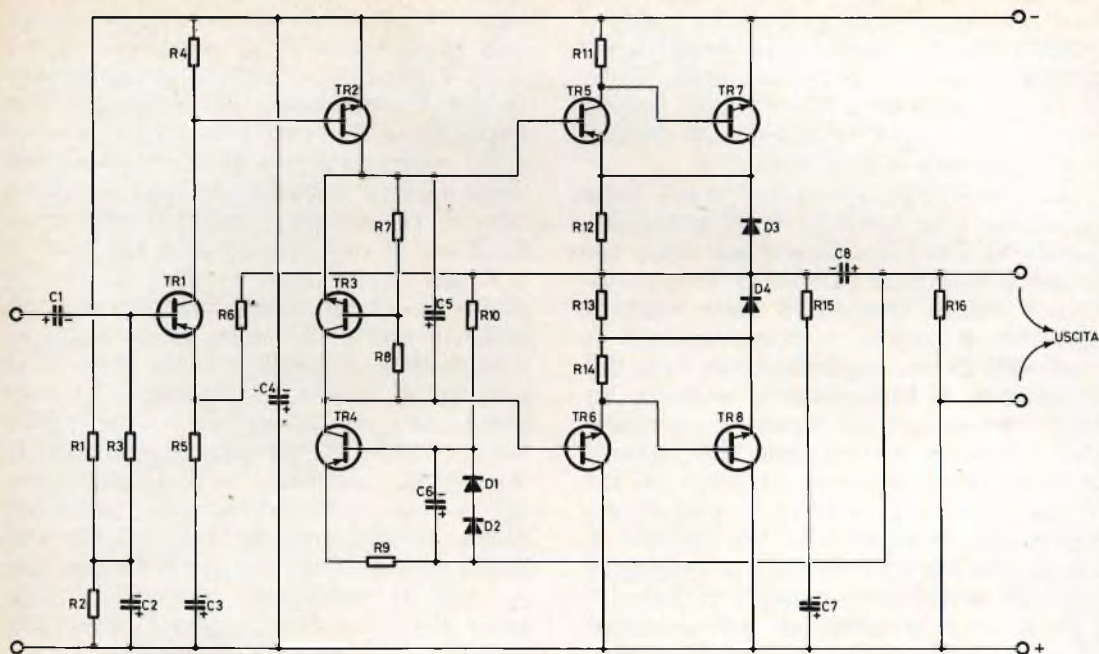 R4
TR2
R11
TR5
TR7
-
R7
R12
D3
C8
- +
C1
+ -
TR1
R6
TR3
C5
- +
R10
R13
D4
R15
R16
USCITA
R8
R14
C4
- +
TR4
TR6
TR8
R1
R3
R5
C6
- +
D1
D2
R9
R2
C2
- +
C3
- +
C7
- +
+